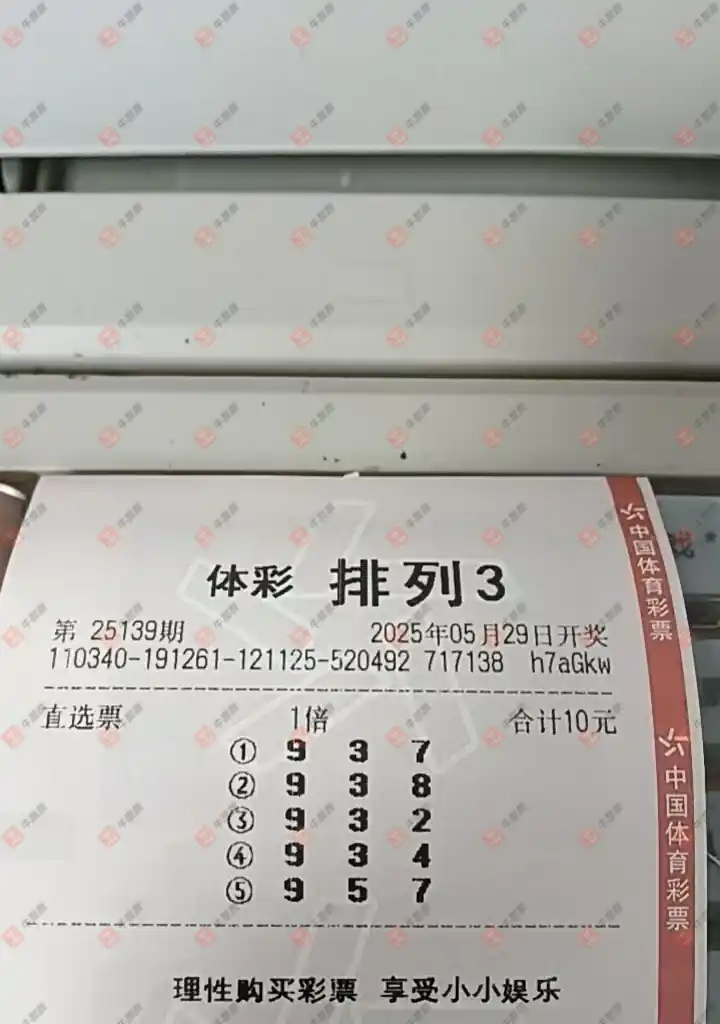 体彩 排列3
第 25139期 2025年05月29日开奖
110340-191261-121125-520492 717138 h7aGkw
直选票 1倍 合计10元
① 9 3 7
② 9 3 8
③ 9 3 2
④ 9 3 4
⑤ 9 5 7
理性购买彩票 享受小小娱乐
中国体育彩票
中国体育彩票